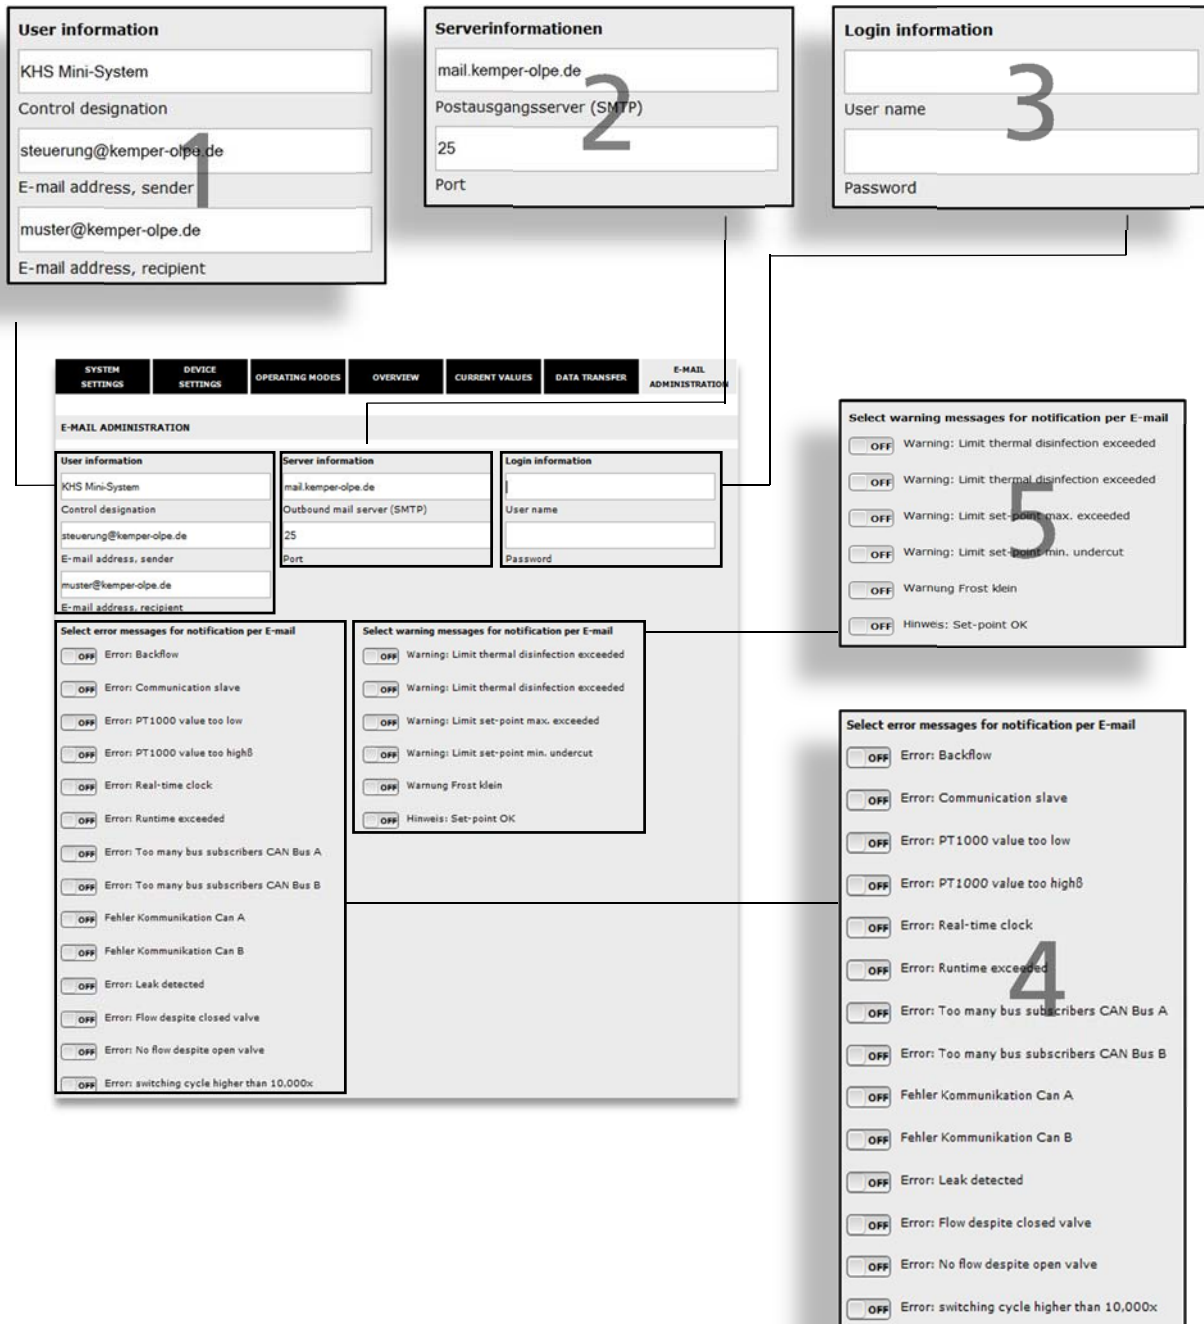 User information
KHS Mini-System
Control designation
steuerung@kemper-olpe.de
E-mail address, sender
muster@kemper-olpe.de
E-mail address, recipient
1
Serverinformationen
mail.kemper-olpe.de
Postausgangsserver (SMTP)
25
Port
2
Login information
User name
Password
3
SYSTEM SETTINGS
DEVICE SETTINGS
OPERATING MODES
OVERVIEW
CURRENT VALUES
DATA TRANSFER
E-MAIL ADMINISTRATION
E-MAIL ADMINISTRATION
User information
KHS Mini-System
Control designation
steuerung@kemper-olpe.de
E-mail address, sender
muster@kemper-olpe.de
E-mail address, recipient
Server information
mail.kemper-olpe.de
Outbound mail server (SMTP)
25
Port
Login information
User name
Password
Select error messages for notification per E-mail
OFF Error: Backflow
OFF Error: Communication slave
OFF Error: PT1000 value too low
OFF Error: PT1000 value too highß
OFF Error: Real-time clock
OFF Error: Runtime exceeded
OFF Error: Too many bus subscribers CAN Bus A
OFF Error: Too many bus subscribers CAN Bus B
OFF Fehler Kommunikation Can A
OFF Fehler Kommunikation Can B
OFF Error: Leak detected
OFF Error: Flow despite closed valve
OFF Error: No flow despite open valve
OFF Error: switching cycle higher than 10,000x
Select warning messages for notification per E-mail
OFF Warning: Limit thermal disinfection exceeded
OFF Warning: Limit thermal disinfection exceeded
OFF Warning: Limit set-point max. exceeded
OFF Warning: Limit set-point min. undercut
OFF Warnung Frost klein
OFF Hinweis: Set-point OK
Select warning messages for notification per E-mail
OFF Warning: Limit thermal disinfection exceeded
OFF Warning: Limit thermal disinfection exceeded
OFF Warning: Limit set-point max. exceeded
OFF Warning: Limit set-point min. undercut
OFF Warnung Frost klein
OFF Hinweis: Set-point OK
5
Select error messages for notification per E-mail
OFF Error: Backflow
OFF Error: Communication slave
OFF Error: PT1000 value too low
OFF Error: PT1000 value too highß
OFF Error: Real-time clock
OFF Error: Runtime exceeded
OFF Error: Too many bus subscribers CAN Bus A
OFF Error: Too many bus subscribers CAN Bus B
OFF Fehler Kommunikation Can A
OFF Fehler Kommunikation Can B
OFF Error: Leak detected
OFF Error: Flow despite closed valve
OFF Error: No flow despite open valve
OFF Error: switching cycle higher than 10,000x
4